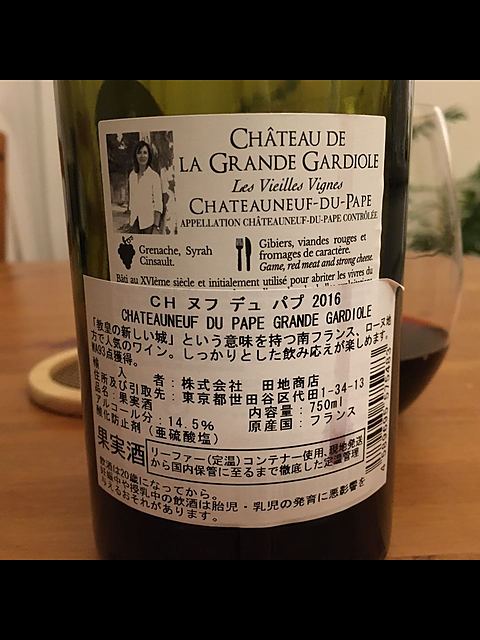 CHÂTEAU DE
LA GRANDE GARDIOLE
Les Vieilles Vignes
CHATEAUNEUF-DU-PAPE
APPELLATION CHÂTEAUNEUF-DU-PAPE CONTRÔLÉE
Grenache, Syrah
Cinsault.
Gibiers, viandes rouges et
fromages de caractère.
Game, red meat and strong cheese.
Bâti au XVIème siècle et initialement utilisé pour abriter les vivres du
CH ヌフ デュ パプ 2016
CHATEAUNEUF DU PAPE GRANDE GARDIOLE
「教皇の新しい城」という意味を持つ南フランス、ローヌ地
方で人気のワイン。しっかりとした飲み応えが楽しめます。
WA93点獲得。
輸入者：株式会社 田地商店
住所及び引取先：東京都世田谷区代田1-34-13
品名：果実酒 内容量：750ml
アルコール分：14.5% 原産国：フランス
酸化防止剤（亜硫酸塩）
果実酒
リーファー(定温)コンテナー使用、現地発送
から国内保管に至るまで徹底した定温管理
飲酒は20歳になってから。
妊娠中や授乳中の飲酒は胎児・乳児の発育に悪影響を
与えるおそれがあります。